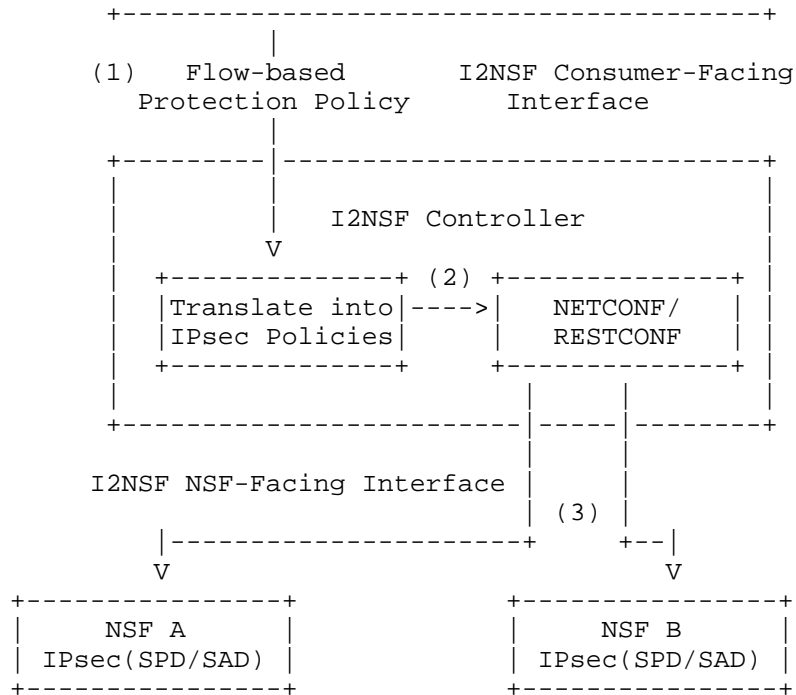 (1) Flow-based I2NSF Consumer-Facing
Protection Policy Interface
I2NSF Controller
V
(2)
Translate into NETCONF/
IPsec Policies RESTCONF
I2NSF NSF-Facing Interface
(3)
V V
NSF A NSF B
IPsec(SPD/SAD) IPsec(SPD/SAD)